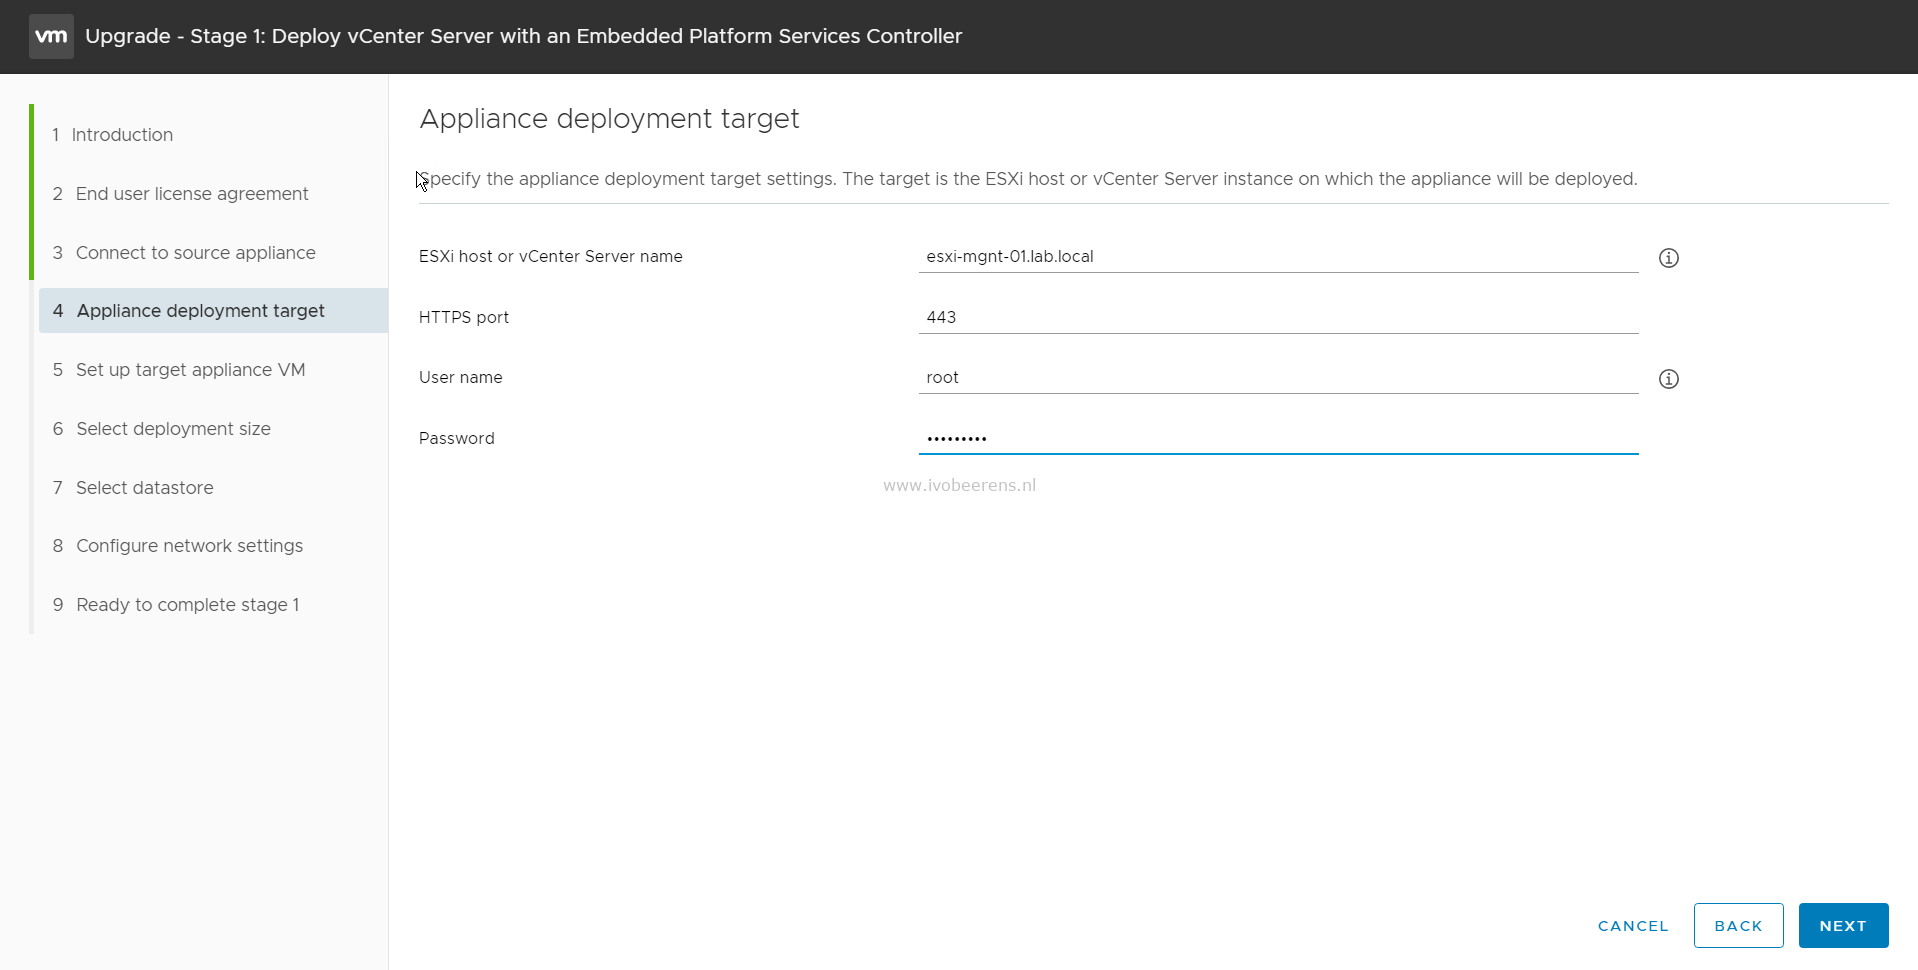 vm Upgrade - Stage 1: Deploy vCenter Server with an Embedded Platform Services Controller
1 Introduction
2 End user license agreement
3 Connect to source appliance
4 Appliance deployment target
5 Set up target appliance VM
6 Select deployment size
7 Select datastore
8 Configure network settings
9 Ready to complete stage 1
Appliance deployment target
Specify the appliance deployment target settings. The target is the ESXi host or vCenter Server instance on which the appliance will be deployed.
ESXi host or vCenter Server name esxi-mgnt-01.lab.local
HTTPS port 443
User name root
Password •••••••••
www.ivobeerens.nl
CANCEL BACK NEXT